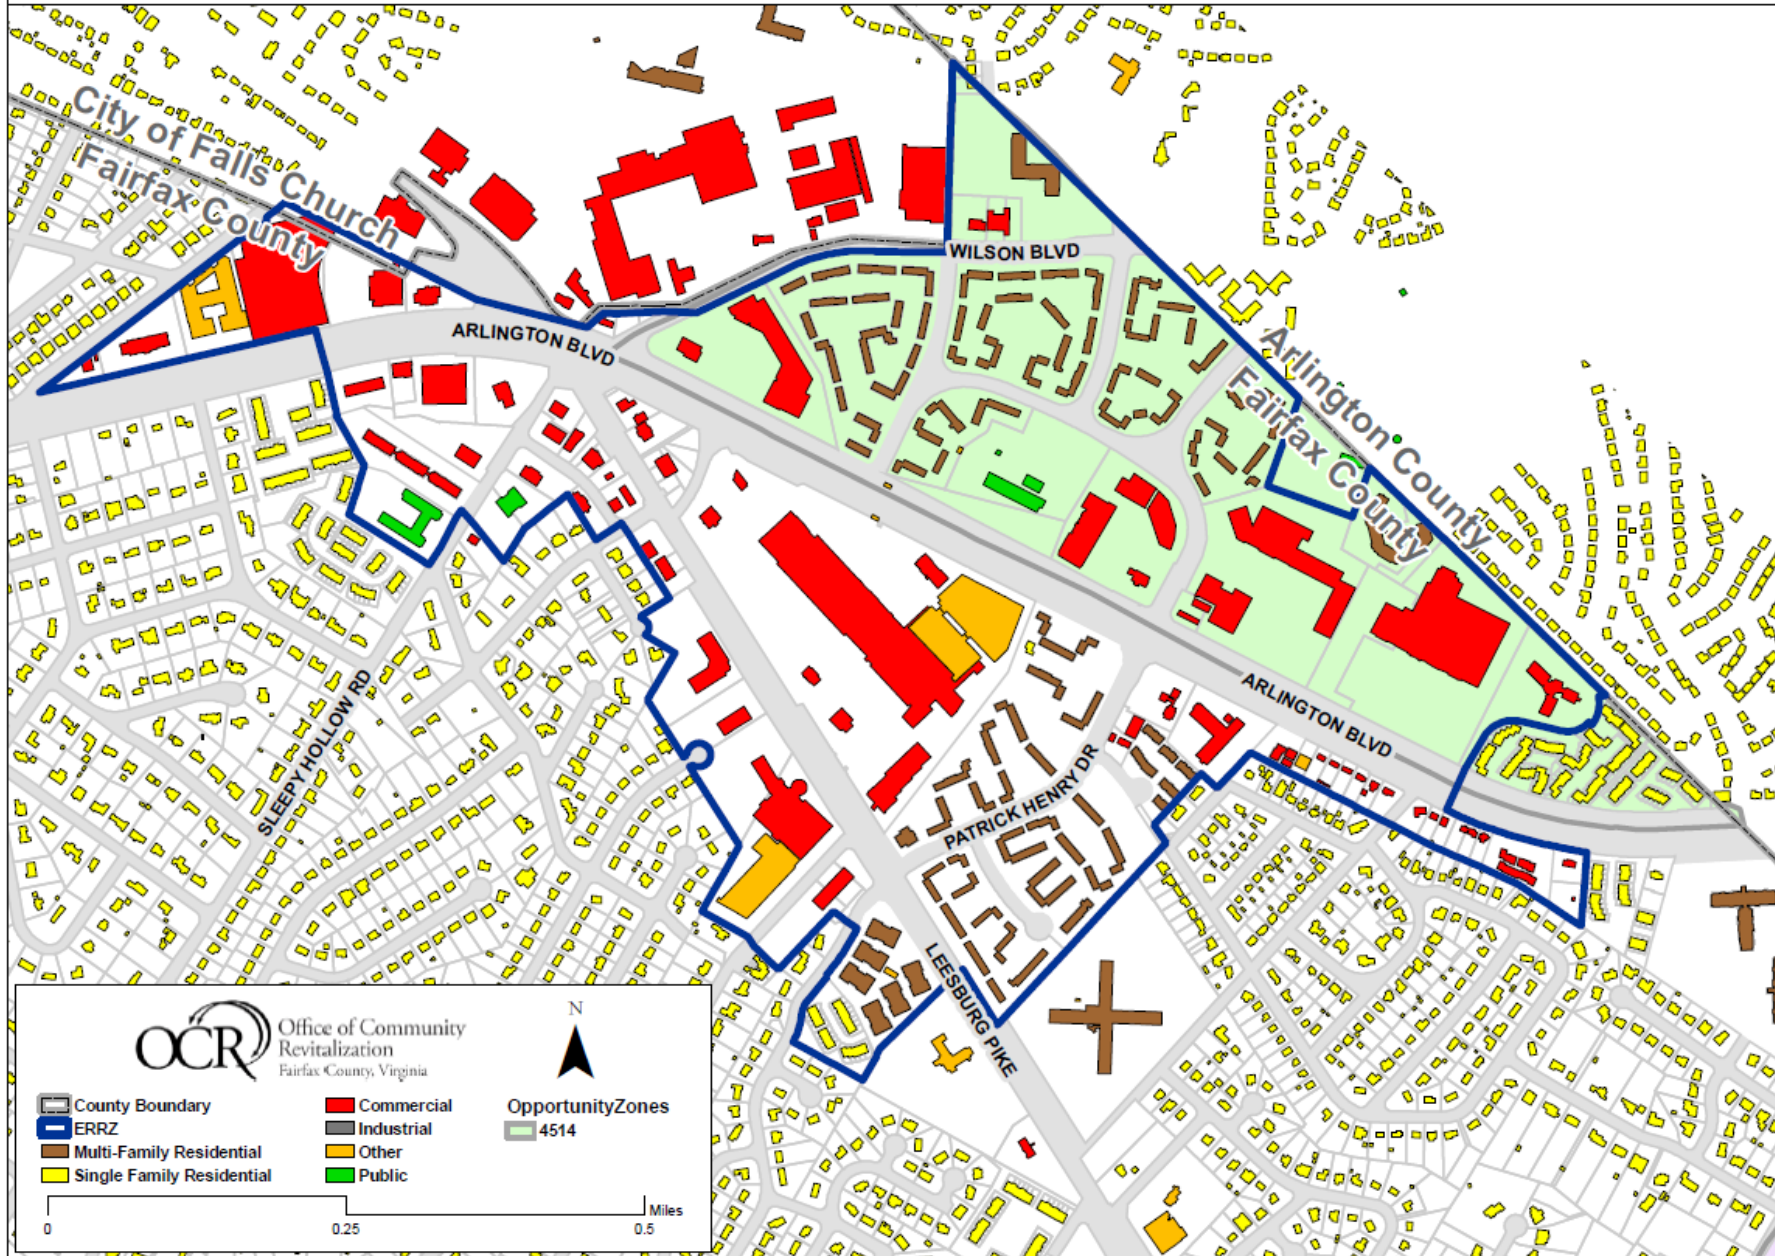 City of Falls Church
Fairfax County
WILSON BLVD
ARLINGTON BLVD
Arlington County
Fairfax County
ARLINGTON BLVD
SLEEPY HOLLOW RD
PATRICK HENRY DR
LEESBURG PIKE
OCR
Office of Community
Revitalization
Fairfax County, Virginia
N
County Boundary
ERRZ
Multi-Family Residential
Single Family Residential
Commercial
Industrial
Other
Public
OpportunityZones
4514
Miles
0 0.25 0.5